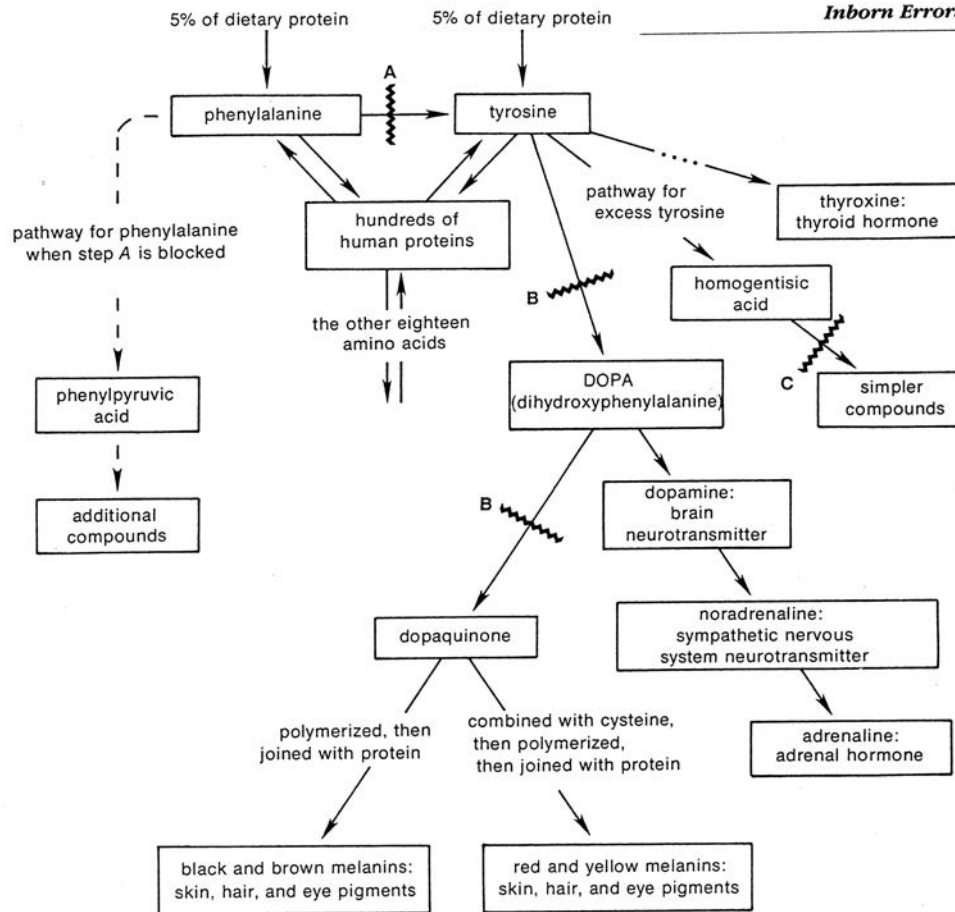 Inborn Error
5% of dietary protein
5% of dietary protein
A
phenylalanine
tyrosine
pathway for
excess tyrosine
thyroxine:
thyroid hormone
hundreds of
human proteins
pathway for phenylalanine
when step A is blocked
homogentisic
acid
B
the other eighteen
amino acids
C
simpler
compounds
DOPA
(dihydroxyphenylalanine)
phenylpyruvic
acid
dopamine:
brain
neurotransmitter
B
additional
compounds
noradrenaline:
sympathetic nervous
system neurotransmitter
dopaquinone
polymerized, then
joined with protein
combined with cysteine,
then polymerized,
then joined with protein
adrenaline:
adrenal hormone
black and brown melanins:
skin, hair, and eye pigments
red and yellow melanins:
skin, hair, and eye pigments